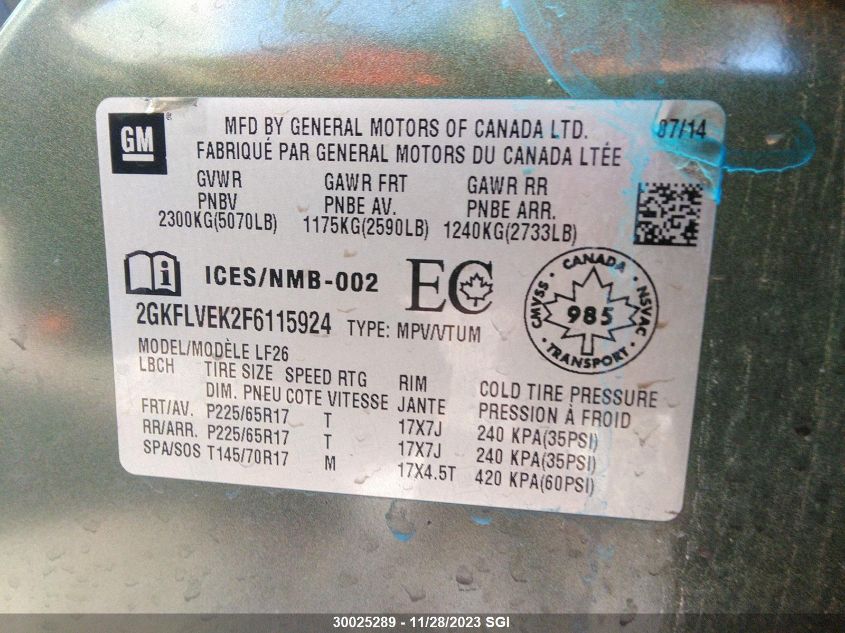 GM ® MFD BY GENERAL MOTORS OF CANADA LTD. 07/14
FABRIQUÉ PAR GENERAL MOTORS DU CANADA LTÉE
GVWR GAWR FRT GAWR RR
PNBV PNBE AV. PNBE ARR.
2300KG(5070LB) 1175KG(2590LB) 1240KG(2733LB)
ICES/NMB-002 EC
CANADA
CMVSS 985 NSVAC
TRANSPORT
2GKFLVEK2F6115924 TYPE: MPV/VTUM
MODEL/MODÈLE LF26
LBCH TIRE SIZE SPEED RTG RIM COLD TIRE PRESSURE
DIM. PNEU COTE VITESSE JANTE PRESSION À FROID
FRT/AV. P225/65R17 T 17X7J 240 KPA(35PSI)
RR/ARR. P225/65R17 T 17X7J 240 KPA(35PSI)
SPA/SOS T145/70R17 M 17X4.5T 420 KPA(60PSI)
30025289 - 11/28/2023 SGI